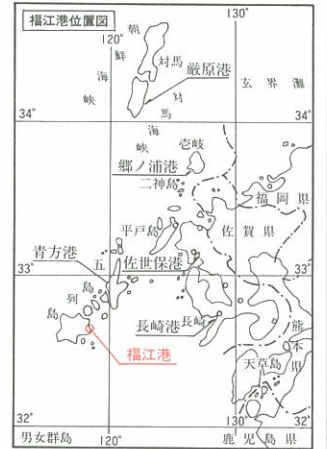 福江港位置図
130°
120°
朝鮮海峡
対馬
厳原港
玄界灘
34°
34°
対馬海峡
壱岐
郷ノ浦港
二神島
福岡県
平戸島
佐賀県
青方港
佐世保港
33°
33°
五島列島
長崎
長崎港
熊本県
福江港
天草島
32°
32°
男女群島
120°
130°
鹿児島県